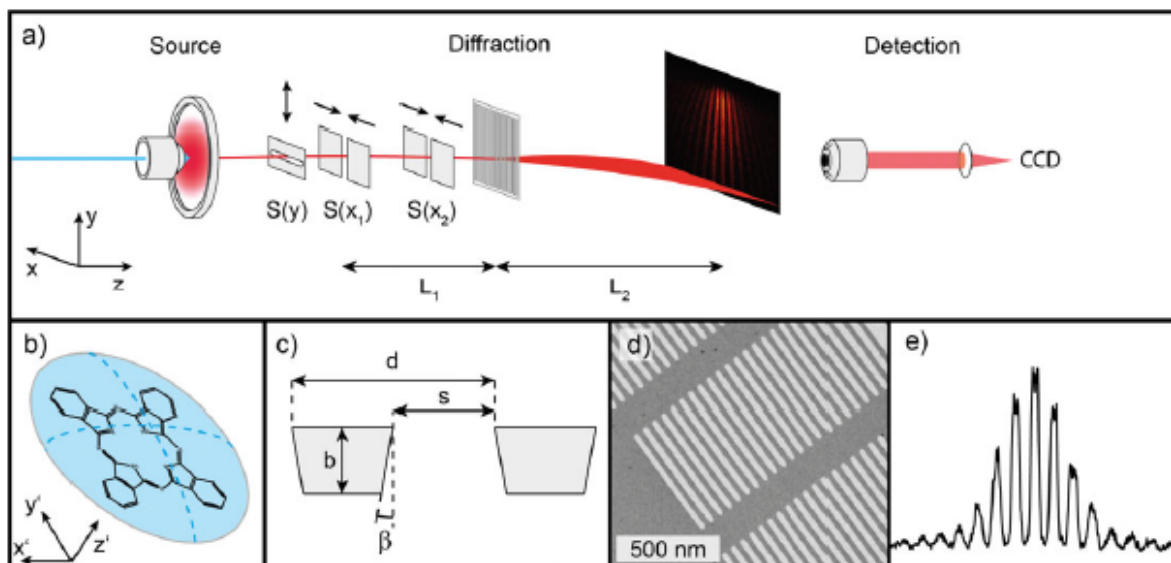 a)
Source
Diffraction
Detection
CCD
S(y)
S(x₁)
S(x₂)
y
x
z
L₁
L₂
b)
y'
x'
z'
c)
d
s
b
β
d)
500 nm
e)